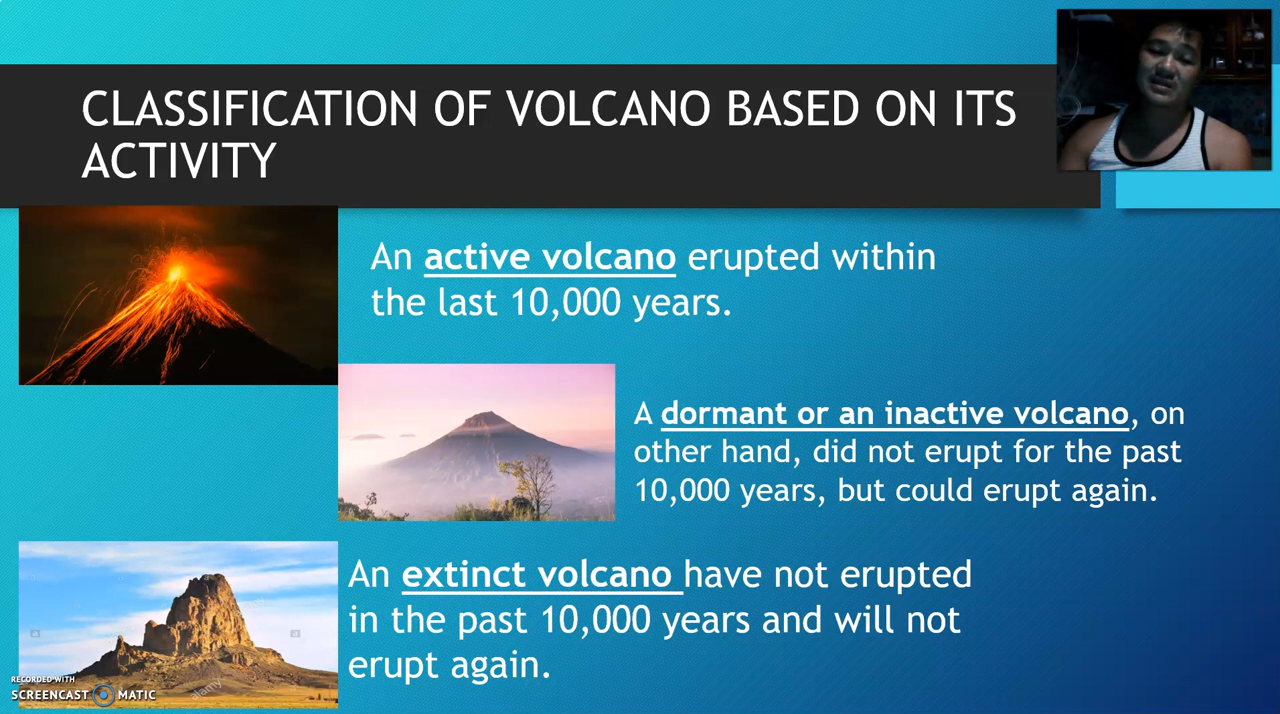 CLASSIFICATION OF VOLCANO BASED ON ITS
ACTIVITY
An active volcano erupted within
the last 10,000 years.
A dormant or an inactive volcano, on
other hand, did not erupt for the past
10,000 years, but could erupt again.
An extinct volcano have not erupted
in the past 10,000 years and will not
erupt again.
alamy
RECORDED WITH
SCREENCAST MATIC